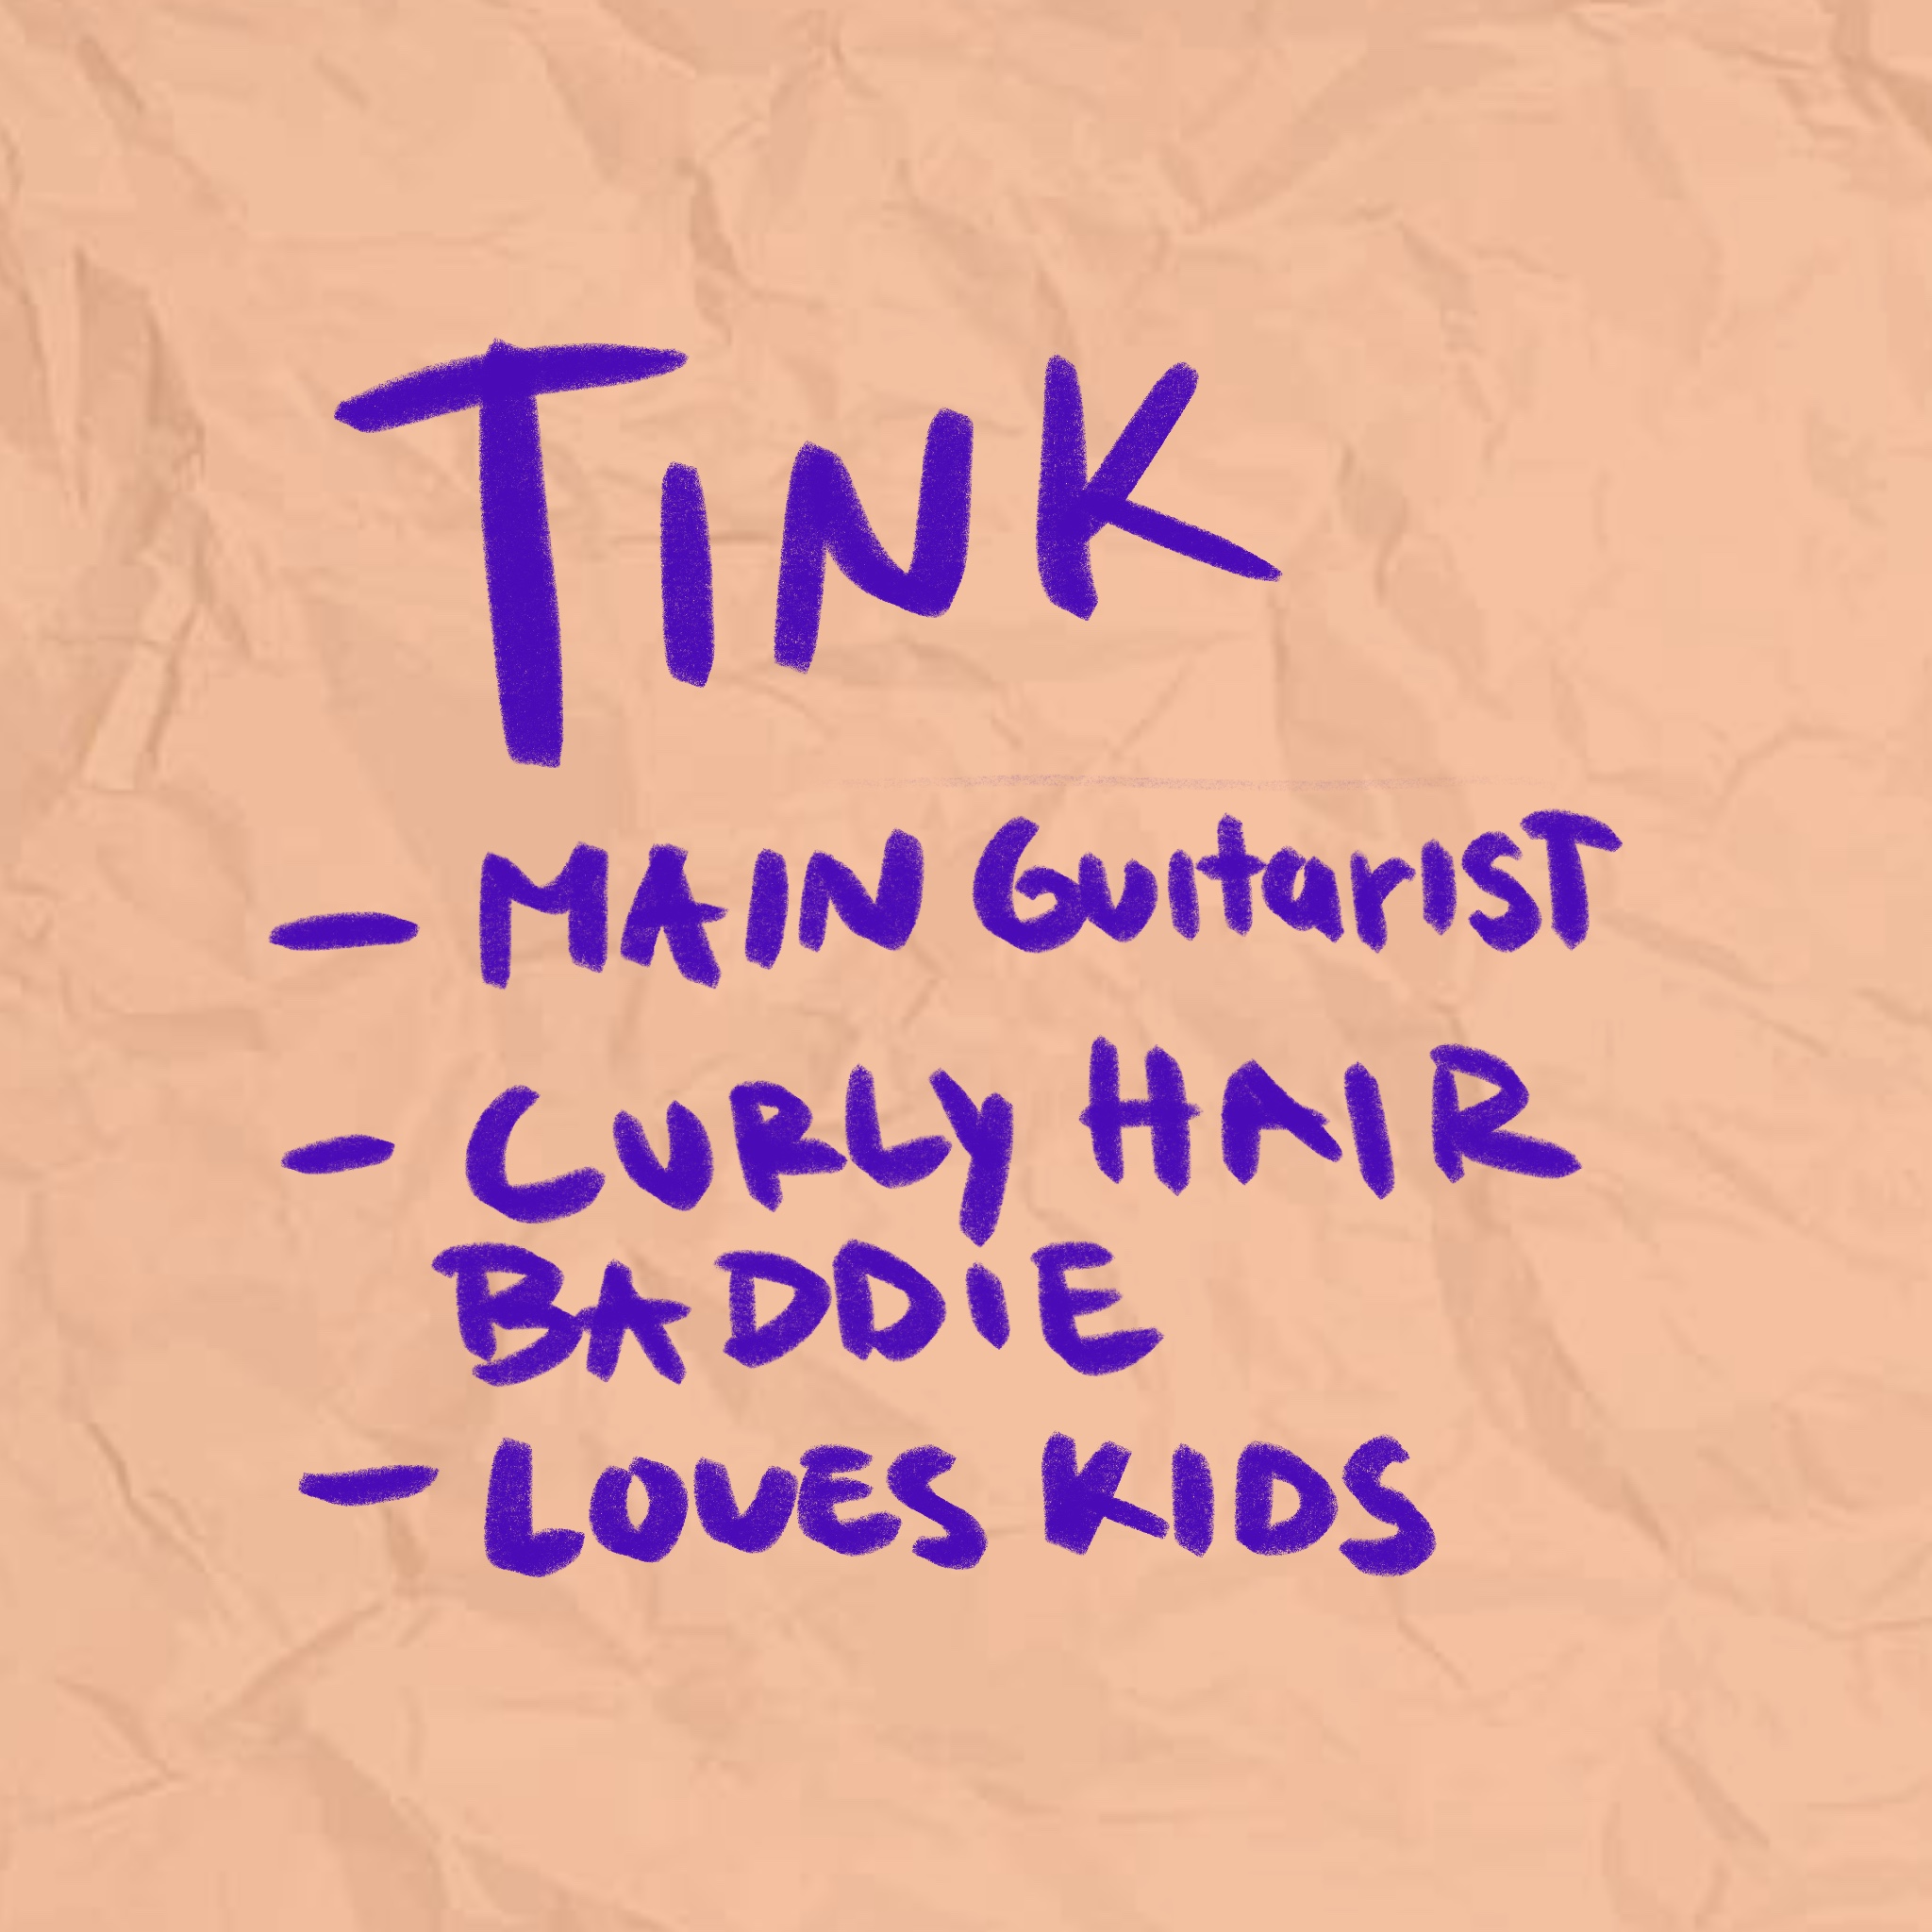 TINK
- MAIN GuitarisT
- CURLY HAIR
BADDIE
- LOVES KIDS